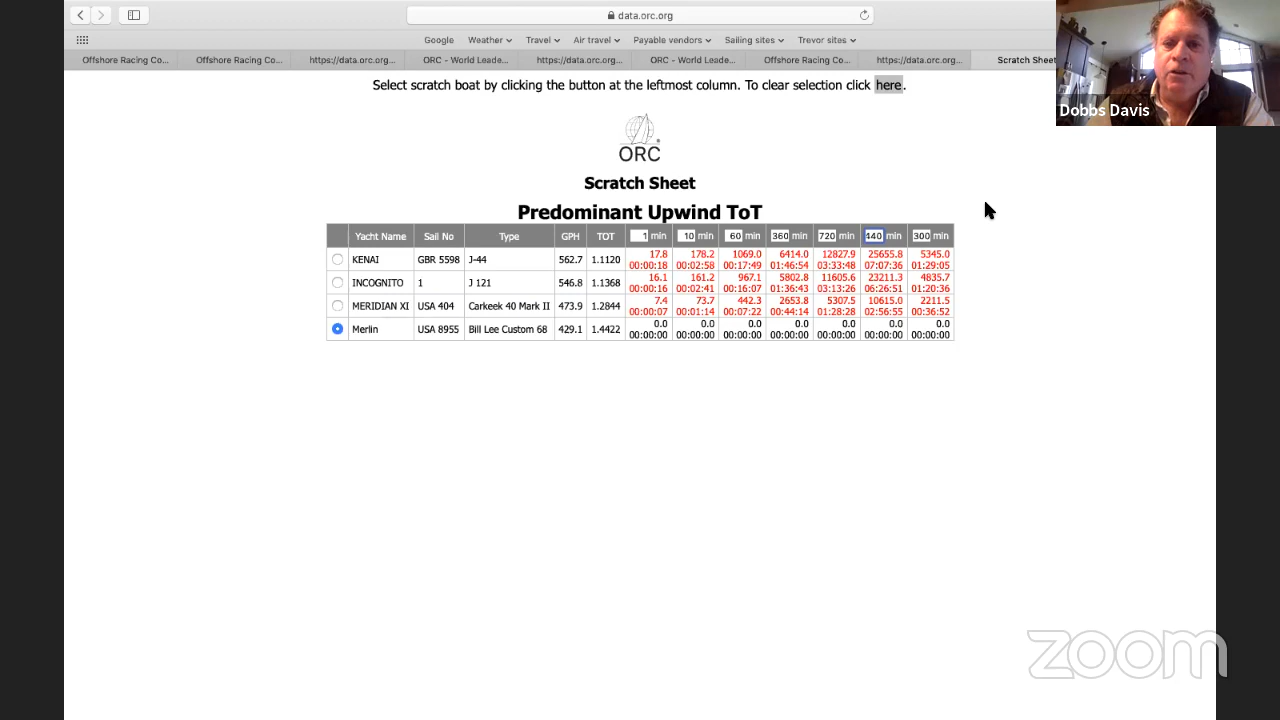 data.orc.org
Google Weather Travel Air travel Payable vendors Sailing sites Trevor sites
Offshore Racing Co... Offshore Racing Co... https://data.orc.org... ORC - World Leade... https://data.orc.org... ORC - World Leade... Offshore Racing Co... https://data.orc.org... Scratch Sheet
Select scratch boat by clicking the button at the leftmost column. To clear selection click here.
Dobbs Davis
ORC
Scratch Sheet
Predominant Upwind ToT
Yacht Name Sail No Type GPH TOT 1 min 10 min 60 min 360 min 720 min 440 min 300 min
KENAI GBR 5598 J-44 562.7 1.1120 17.8 178.2 1069.0 6414.0 12827.9 25655.8 5345.0
00:00:18 00:02:58 00:17:49 01:46:54 03:33:48 07:07:36 01:29:05
INCOGNITO 1 J 121 546.8 1.1368 16.1 161.2 967.1 5802.8 11605.6 23211.3 4835.7
00:00:16 00:02:41 00:16:07 01:36:43 03:13:26 06:26:51 01:20:36
MERIDIAN XI USA 404 Carkeek 40 Mark II 473.9 1.2844 7.4 73.7 442.3 2653.8 5307.5 10615.0 2211.5
00:00:07 00:01:14 00:07:22 00:44:14 01:28:28 02:56:55 00:36:52
Merlin USA 8955 Bill Lee Custom 68 429.1 1.4422 0.0 0.0 0.0 0.0 0.0 0.0 0.0
00:00:00 00:00:00 00:00:00 00:00:00 00:00:00 00:00:00 00:00:00
zoom